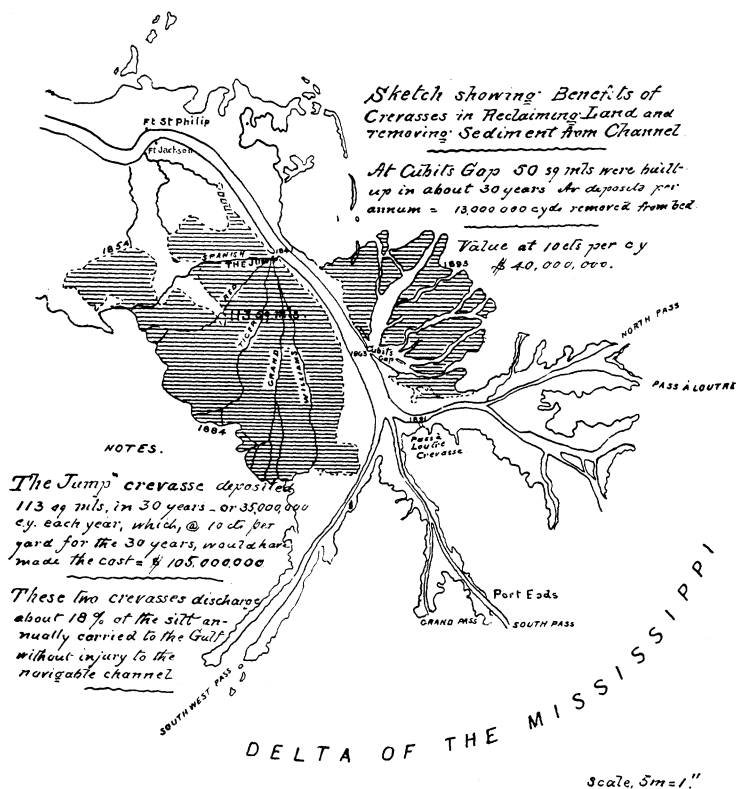 Sketch showing Benefits of
Crevasses in Reclaiming Land and
removing Sediment from Channel
At Cubits Gap 50 sq mls were built
up in about 30 years Av deposits per
annum = 13,000 000 cyds removed from bed
Value at 10cts per cy
$ 40,000,000.
Ft St Philip
Ft Jackson
1854
SPANISH
THE JUMP
RED
113 sq mls
TIGER
GRAND
WILLIAMS
1884
1893
Cubit's
Gap
NORTH PASS
PASS À LOUTRE
1891
Pass à
Loutre
Crevasse
NOTES.
The Jump" crevasse deposited
113 sq mls, in 30 years - or 35,000,000
c.y. each year, which, @ 10 cts per
yard for the 30 years, would have
made the cost = $ 105,000,000
These two crevasses discharge
about 18% of the silt an-
nually carried to the Gulf
without injury to the
navigable channel
Port Eads
GRAND PASS
SOUTH PASS
SOUTH WEST PASS
DELTA OF THE MISSISSIPPI
scale, 5m=1."